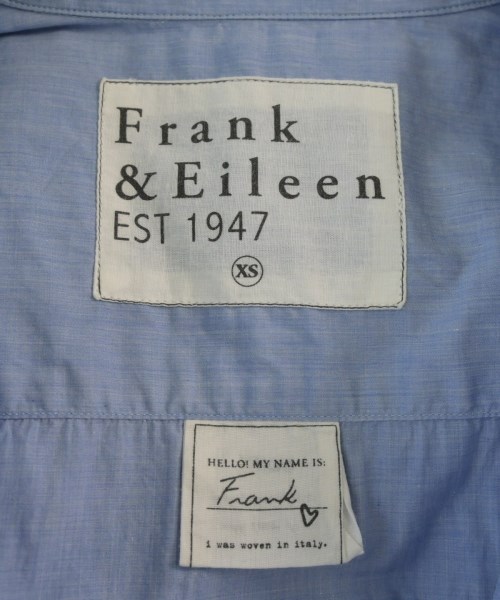 Frank
& Eileen
EST 1947
XS
HELLO! MY NAME IS:
Frank
i was woven in italy.